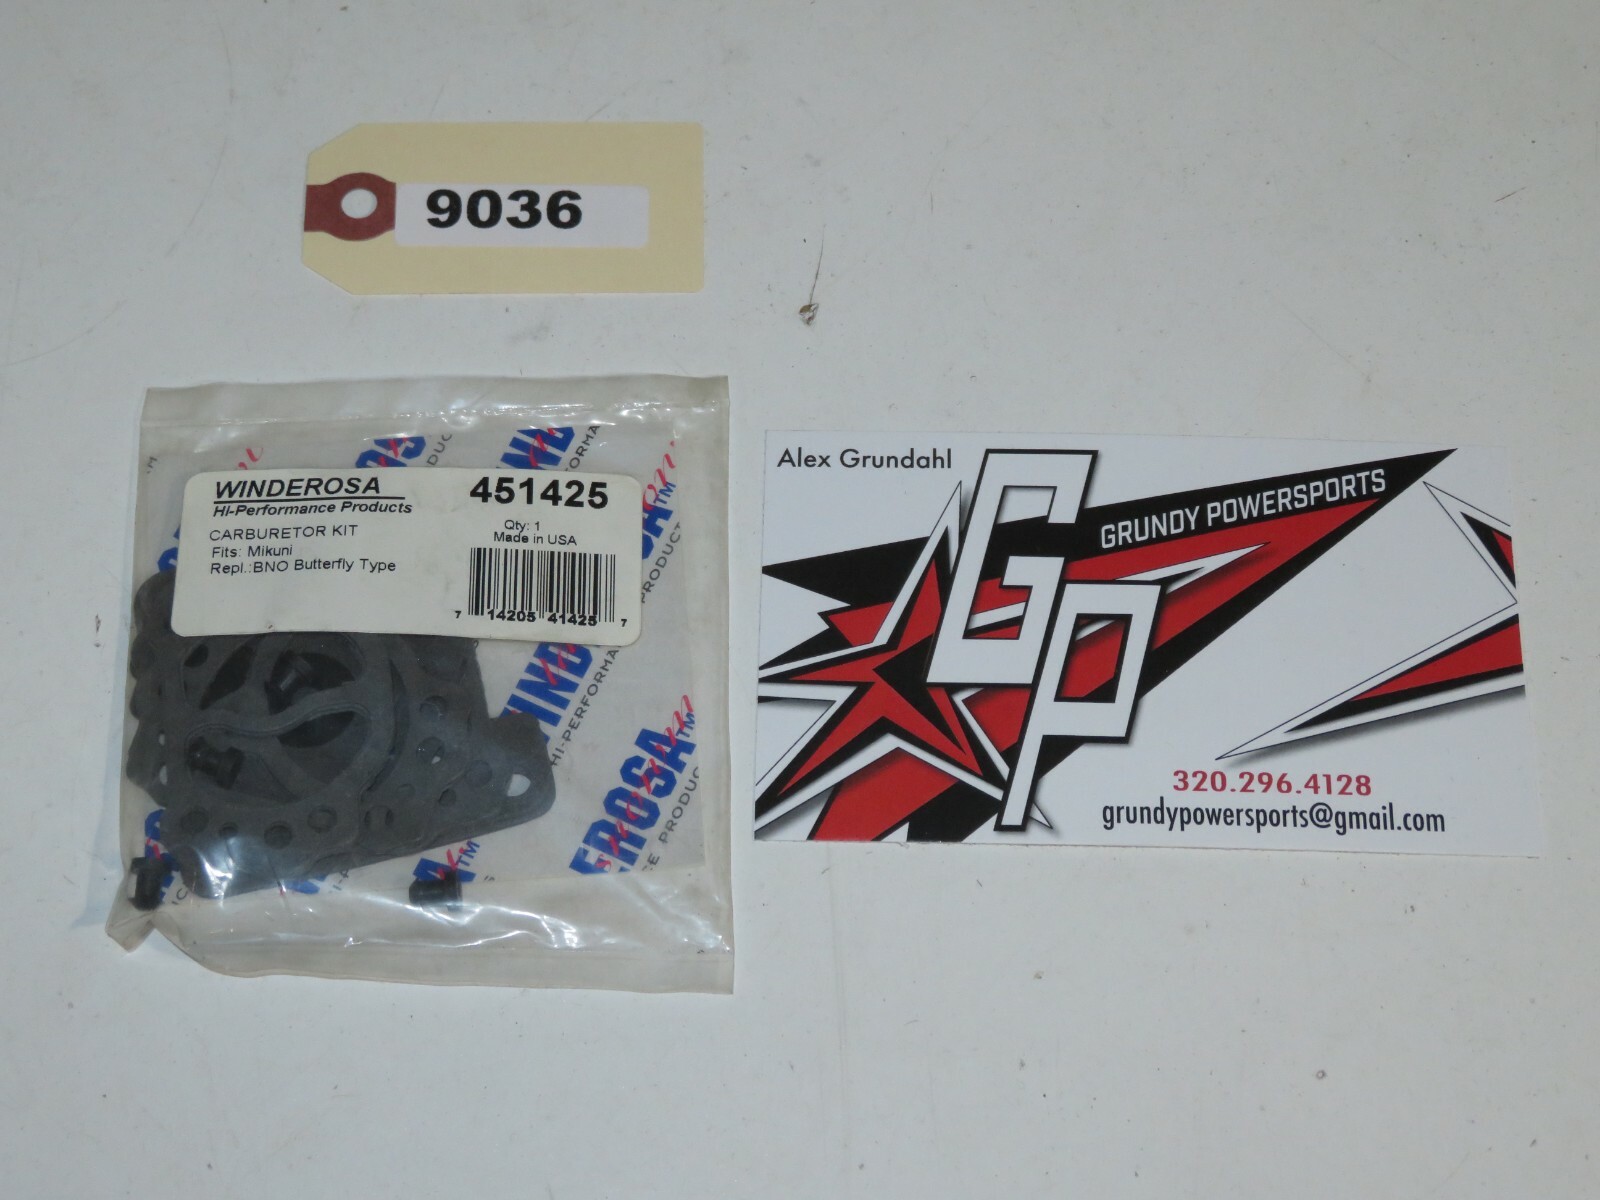 9036
WINDEROSA
HI-Performance Products
451425
CARBURETOR KIT
Fits: Mikuni
Repl.:BNO Butterfly Type
Qty: 1
Made in USA
7 14205 41425 7
Alex Grundahl
GP
GRUNDY POWERSPORTS
320.296.4128
grundypowersports@gmail.com